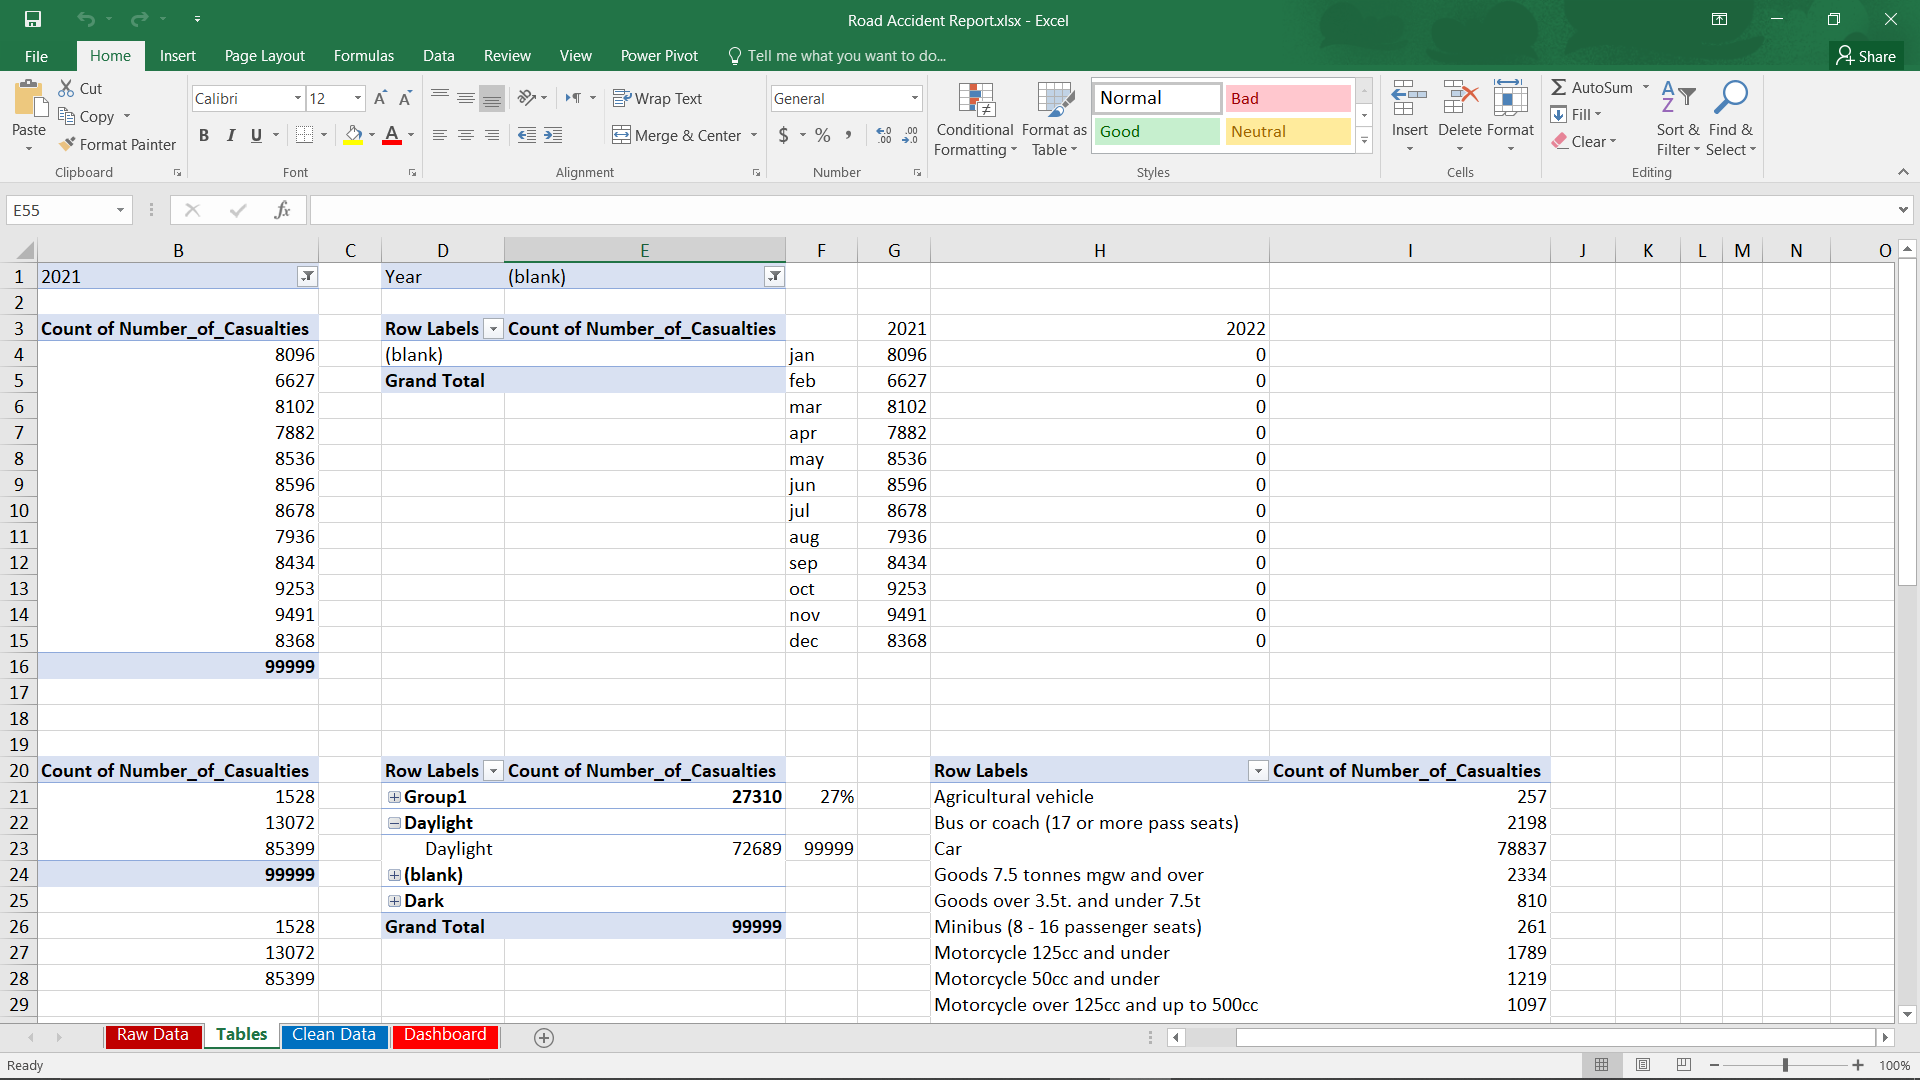 Road Accident Report.xlsx - Excel
File Home Insert Page Layout Formulas Data Review View Power Pivot Tell me what you want to do... Share
Paste Cut
Copy
Format Painter
Clipboard
Calibri 12
B I U A
Font
Wrap Text
Merge & Center
Alignment
General
$ % ,
Number
Conditional Formatting
Format as Table
Normal Bad
Good Neutral
Styles
Insert Delete Format
Cells
AutoSum
Fill
Clear
Sort & Filter
Find & Select
Editing
E55 fx
B C D E F G H I J K L M N O
1 2021 Year (blank)
2
3 Count of Number_of_Casualties Row Labels Count of Number_of_Casualties 2021 2022
4 8096 (blank) jan 8096 0
5 6627 Grand Total feb 6627 0
6 8102 mar 8102 0
7 7882 apr 7882 0
8 8536 may 8536 0
9 8596 jun 8596 0
10 8678 jul 8678 0
11 7936 aug 7936 0
12 8434 sep 8434 0
13 9253 oct 9253 0
14 9491 nov 9491 0
15 8368 dec 8368 0
16 99999
17
18
19
20 Count of Number_of_Casualties Row Labels Count of Number_of_Casualties Row Labels Count of Number_of_Casualties
21 1528 Group1 27310 27% Agricultural vehicle 257
22 13072 Daylight Bus or coach (17 or more pass seats) 2198
23 85399 Daylight 72689 99999 Car 78837
24 99999 (blank) Goods 7.5 tonnes mgw and over 2334
25 Dark Goods over 3.5t. and under 7.5t 810
26 1528 Grand Total 99999 Minibus (8 - 16 passenger seats) 261
27 13072 Motorcycle 125cc and under 1789
28 85399 Motorcycle 50cc and under 1219
29 Motorcycle over 125cc and up to 500cc 1097
Raw Data Tables Clean Data Dashboard
Ready 100%